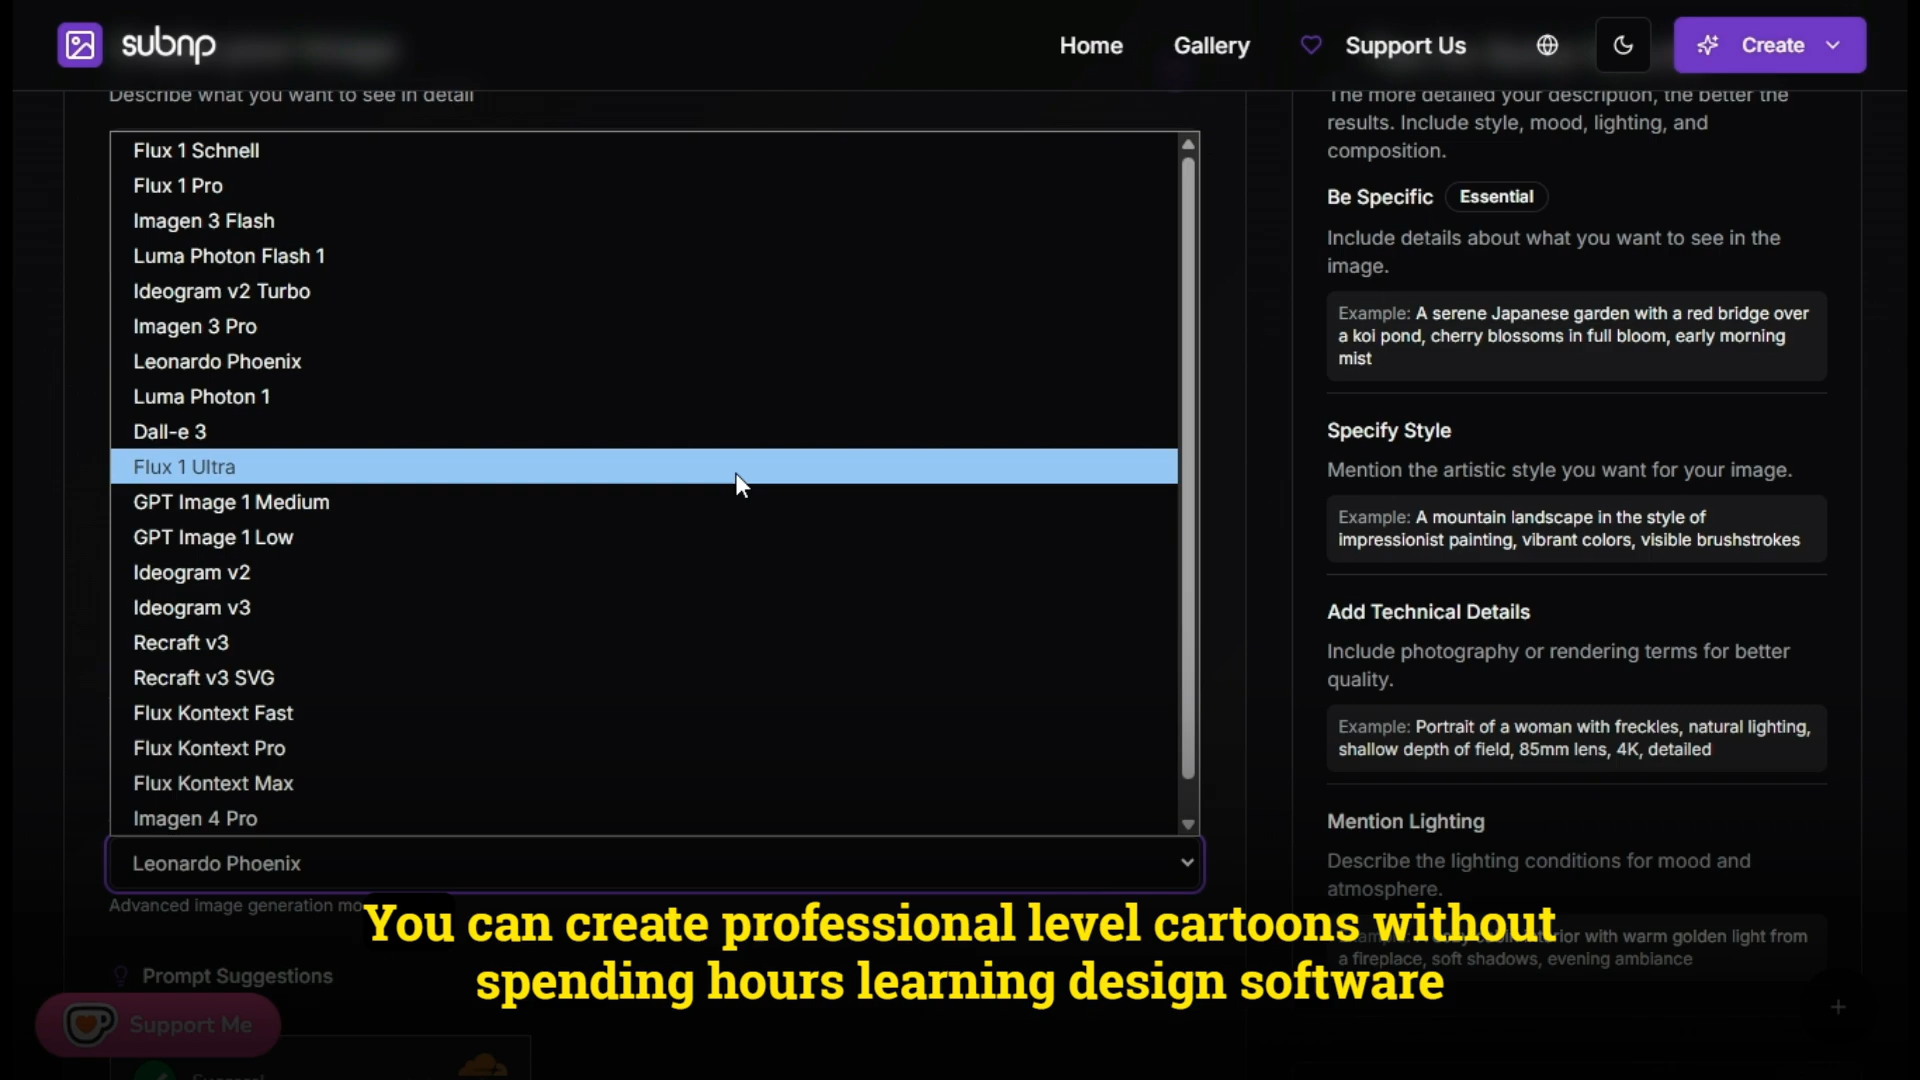 subnp
Home
Gallery
Support Us
Create
Describe what you want to see in detail
Flux 1 Schnell
Flux 1 Pro
Imagen 3 Flash
Luma Photon Flash 1
Ideogram v2 Turbo
Imagen 3 Pro
Leonardo Phoenix
Luma Photon 1
Dall-e 3
Flux 1 Ultra
GPT Image 1 Medium
GPT Image 1 Low
Ideogram v2
Ideogram v3
Recraft v3
Recraft v3 SVG
Flux Kontext Fast
Flux Kontext Pro
Flux Kontext Max
Imagen 4 Pro
Leonardo Phoenix
Advanced image generation mo
Prompt Suggestions
Support Me
The more detailed your description, the better the
results. Include style, mood, lighting, and
composition.
Be Specific
Essential
Include details about what you want to see in the
image.
Example: A serene Japanese garden with a red bridge over
a koi pond, cherry blossoms in full bloom, early morning
mist
Specify Style
Mention the artistic style you want for your image.
Example: A mountain landscape in the style of
impressionist painting, vibrant colors, visible brushstrokes
Add Technical Details
Include photography or rendering terms for better
quality.
Example: Portrait of a woman with freckles, natural lighting,
shallow depth of field, 85mm lens, 4K, detailed
Mention Lighting
Describe the lighting conditions for mood and
atmosphere.
with warm golden light from
a fireplace, soft shadows, evening ambiance
You can create professional level cartoons without
spending hours learning design software